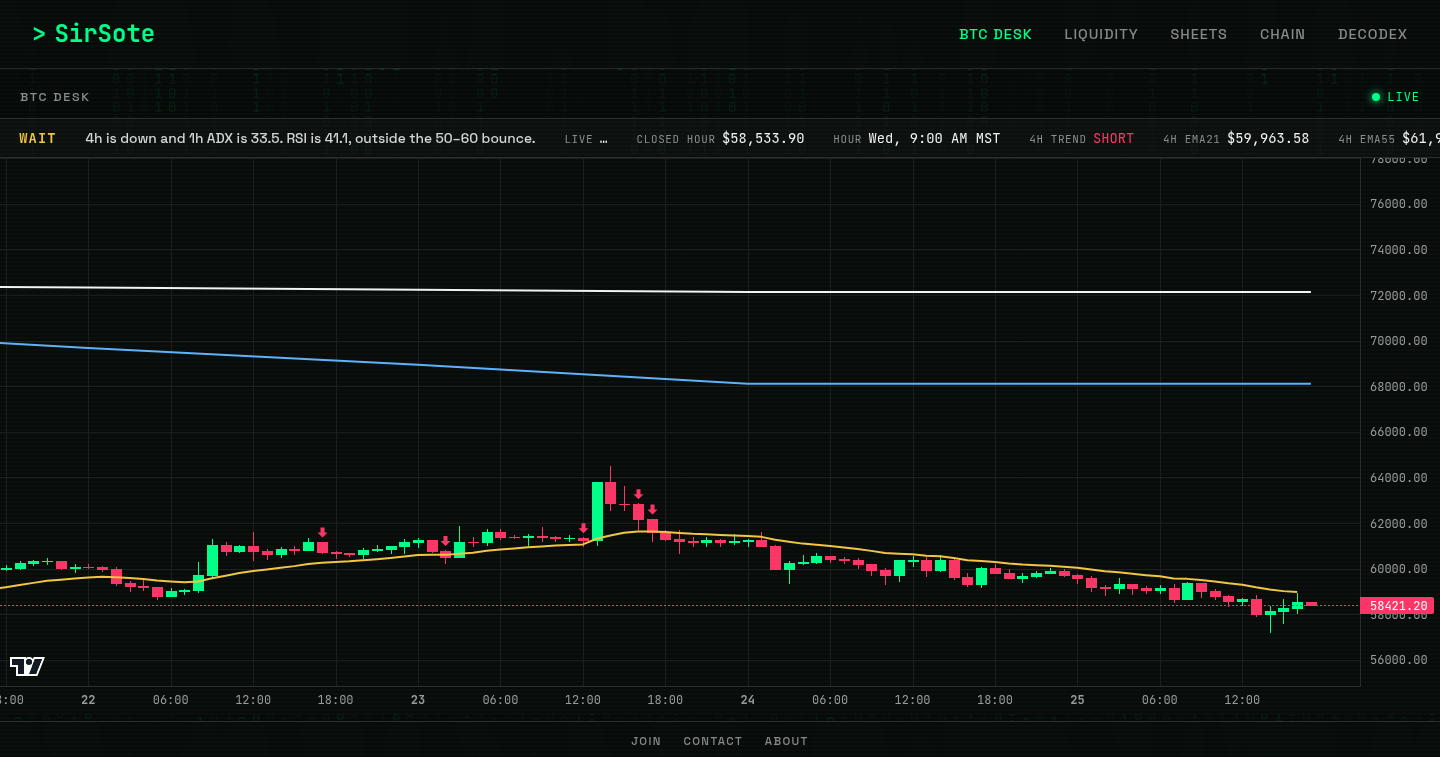 > SirSote
BTC DESK LIQUIDITY SHEETS CHAIN DECODEX
BTC DESK
LIVE
WAIT 4h is down and 1h ADX is 33.5. RSI is 41.1, outside the 50–60 bounce. LIVE … CLOSED HOUR $58,533.90 HOUR Wed, 9:00 AM MST 4H TREND SHORT 4H EMA21 $59,963.58 4H EMA55 $61,9
78000.00
76000.00
74000.00
72000.00
70000.00
68000.00
66000.00
64000.00
62000.00
60000.00
58421.20
58000.00
56000.00
:00 22 06:00 12:00 18:00 23 06:00 12:00 18:00 24 06:00 12:00 18:00 25 06:00 12:00
JOIN CONTACT ABOUT